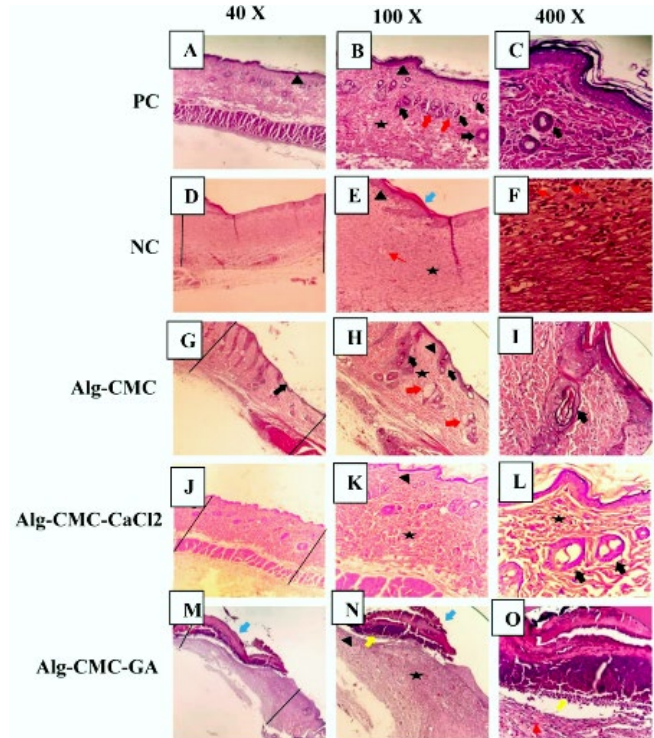 40 X 100 X 400 X
PC A B C
NC D E F
Alg-CMC G H I
Alg-CMC-CaCl2 J K L
Alg-CMC-GA M N O